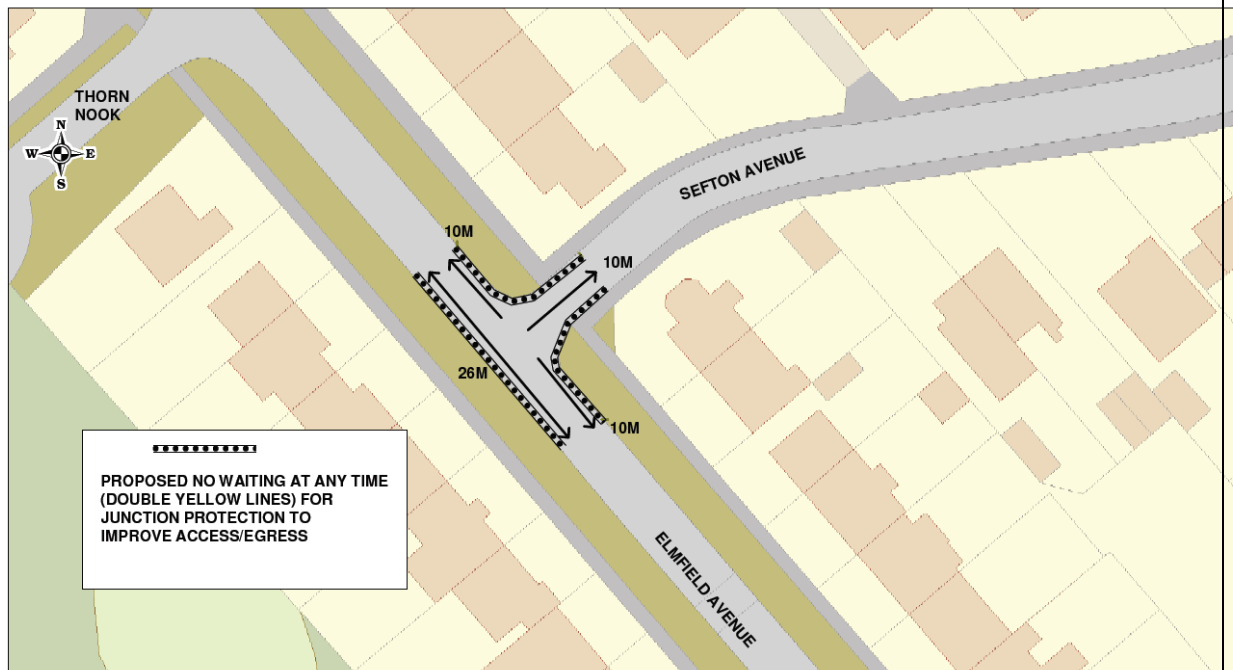 THORN
NOOK
N
W E
S
SEFTON AVENUE
10M
10M
26M
10M
PROPOSED NO WAITING AT ANY TIME
(DOUBLE YELLOW LINES) FOR
JUNCTION PROTECTION TO
IMPROVE ACCESS/EGRESS
ELMFIELD AVENUE